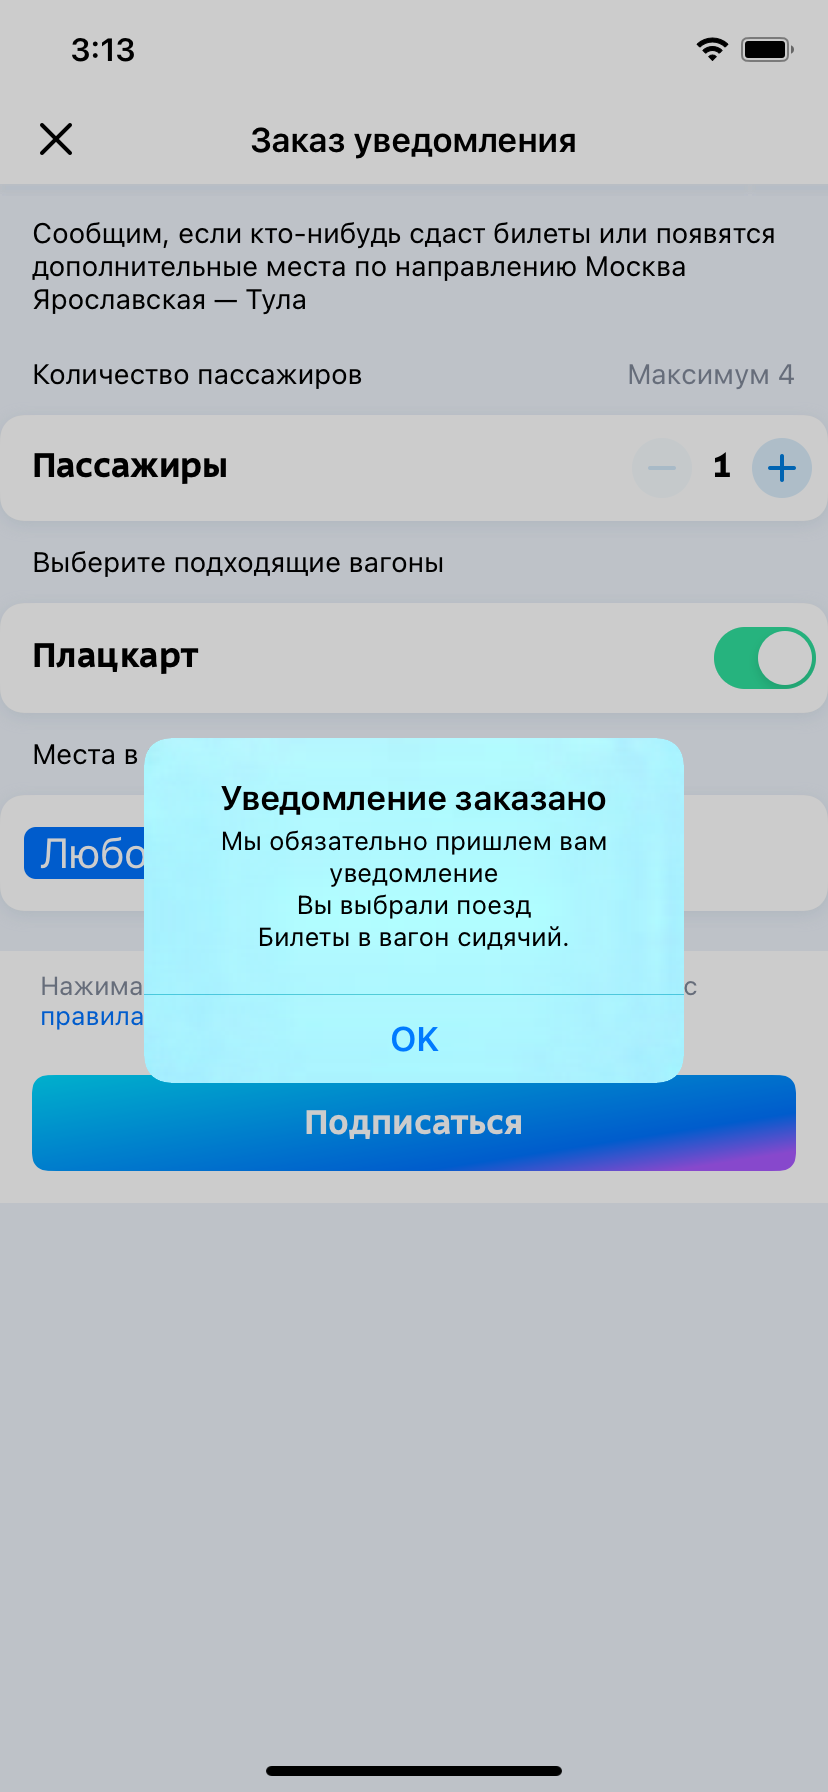 3:13
Заказ уведомления
Сообщим, если кто-нибудь сдаст билеты или появятся
дополнительные места по направлению Москва
Ярославская — Тула
Количество пассажиров
Максимум 4
Пассажиры
1
Выберите подходящие вагоны
Плацкарт
Места в
Любо
Уведомление заказано
Мы обязательно пришлем вам
уведомление
Вы выбрали поезд
Билеты в вагон сидячий.
OK
Нажима
с
правила
Подписаться